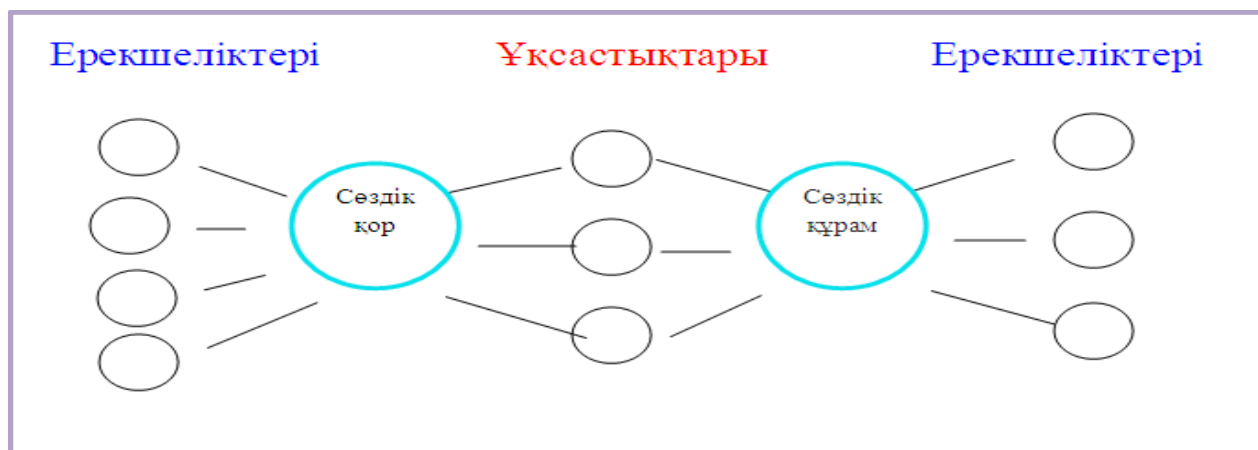 Ерекшеліктері
Ұқсастықтары
Ерекшеліктері
Сөздік
қор
Сөздік
құрам